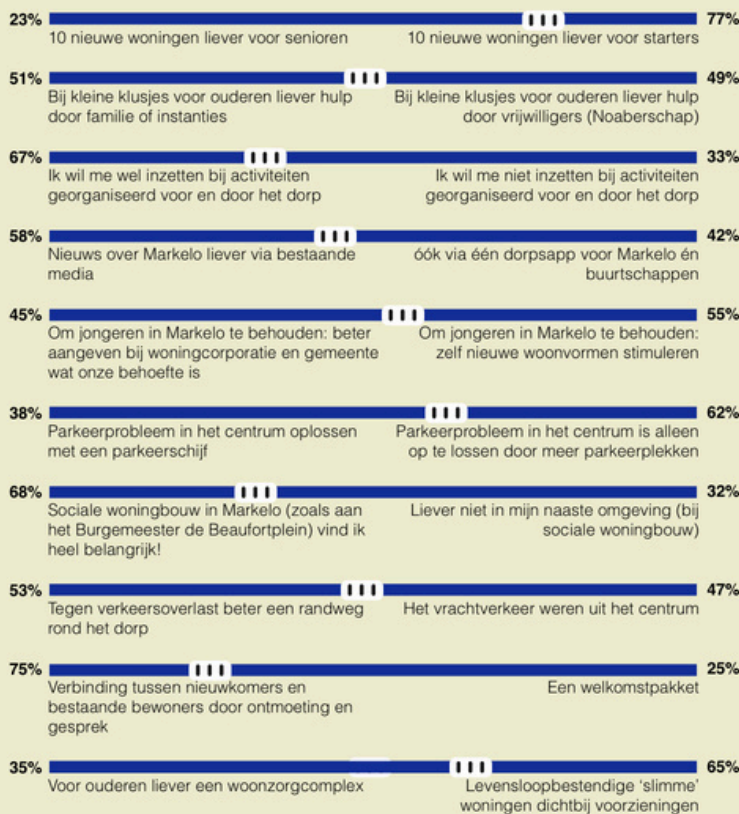 23% 77%
10 nieuwe woningen liever voor senioren
10 nieuwe woningen liever voor starters
51% 49%
Bij kleine klusjes voor ouderen liever hulp
door familie of instanties
Bij kleine klusjes voor ouderen liever hulp
door vrijwilligers (Noaberschap)
67% 33%
Ik wil me wel inzetten bij activiteiten
georganiseerd voor en door het dorp
Ik wil me niet inzetten bij activiteiten
georganiseerd voor en door het dorp
58% 42%
Nieuws over Markelo liever via bestaande
media
óók via één dorpsapp voor Markelo én
buurtschappen
45% 55%
Om jongeren in Markelo te behouden: beter
aangeven bij woningcorporatie en gemeente
wat onze behoefte is
Om jongeren in Markelo te behouden:
zelf nieuwe woonvormen stimuleren
38% 62%
Parkeerprobleem in het centrum oplossen
met een parkeerschijf
Parkeerprobleem in het centrum is alleen
op te lossen door meer parkeerplekken
68% 32%
Sociale woningbouw in Markelo (zoals aan
het Burgemeester de Beaufortplein) vind ik
heel belangrijk!
Liever niet in mijn naaste omgeving (bij
sociale woningbouw)
53% 47%
Tegen verkeersoverlast beter een randweg
rond het dorp
Het vrachtverkeer weren uit het centrum
75% 25%
Verbinding tussen nieuwkomers en
bestaande bewoners door ontmoeting en
gesprek
Een welkomstpakket
35% 65%
Voor ouderen liever een woonzorgcomplex
Levensloopbestendige ‘slimme’
woningen dichtbij voorzieningen